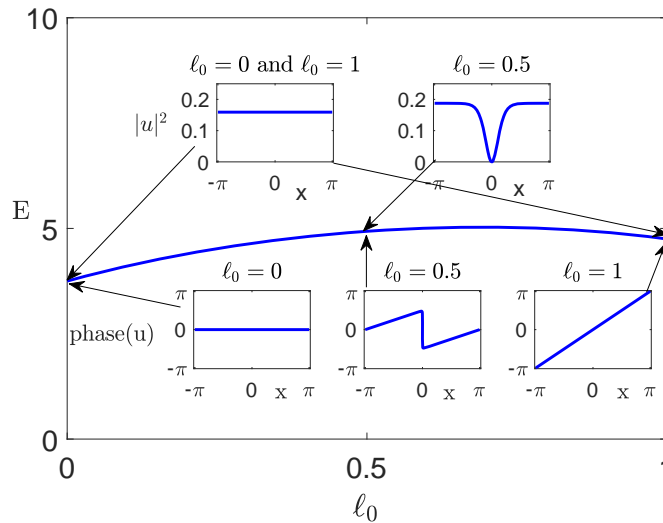 10
ℓ₀ = 0 and ℓ₀ = 1
ℓ₀ = 0.5
|u|²
0.2
0.1
0
-π 0 π
x
0.2
0.1
0
-π 0 π
x
E
5
ℓ₀ = 0
ℓ₀ = 0.5
ℓ₀ = 1
phase(u)
π
0
-π
-π 0 x π
π
0
-π
-π 0 x π
π
0
-π
-π 0 x π
0
0 0.5
ℓ₀